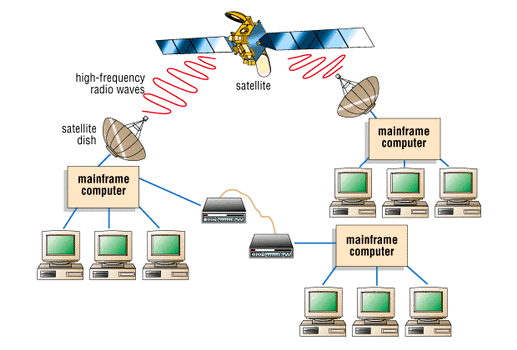 high-frequency
radio waves
satellite
satellite
dish
mainframe
computer
mainframe
computer
mainframe
computer